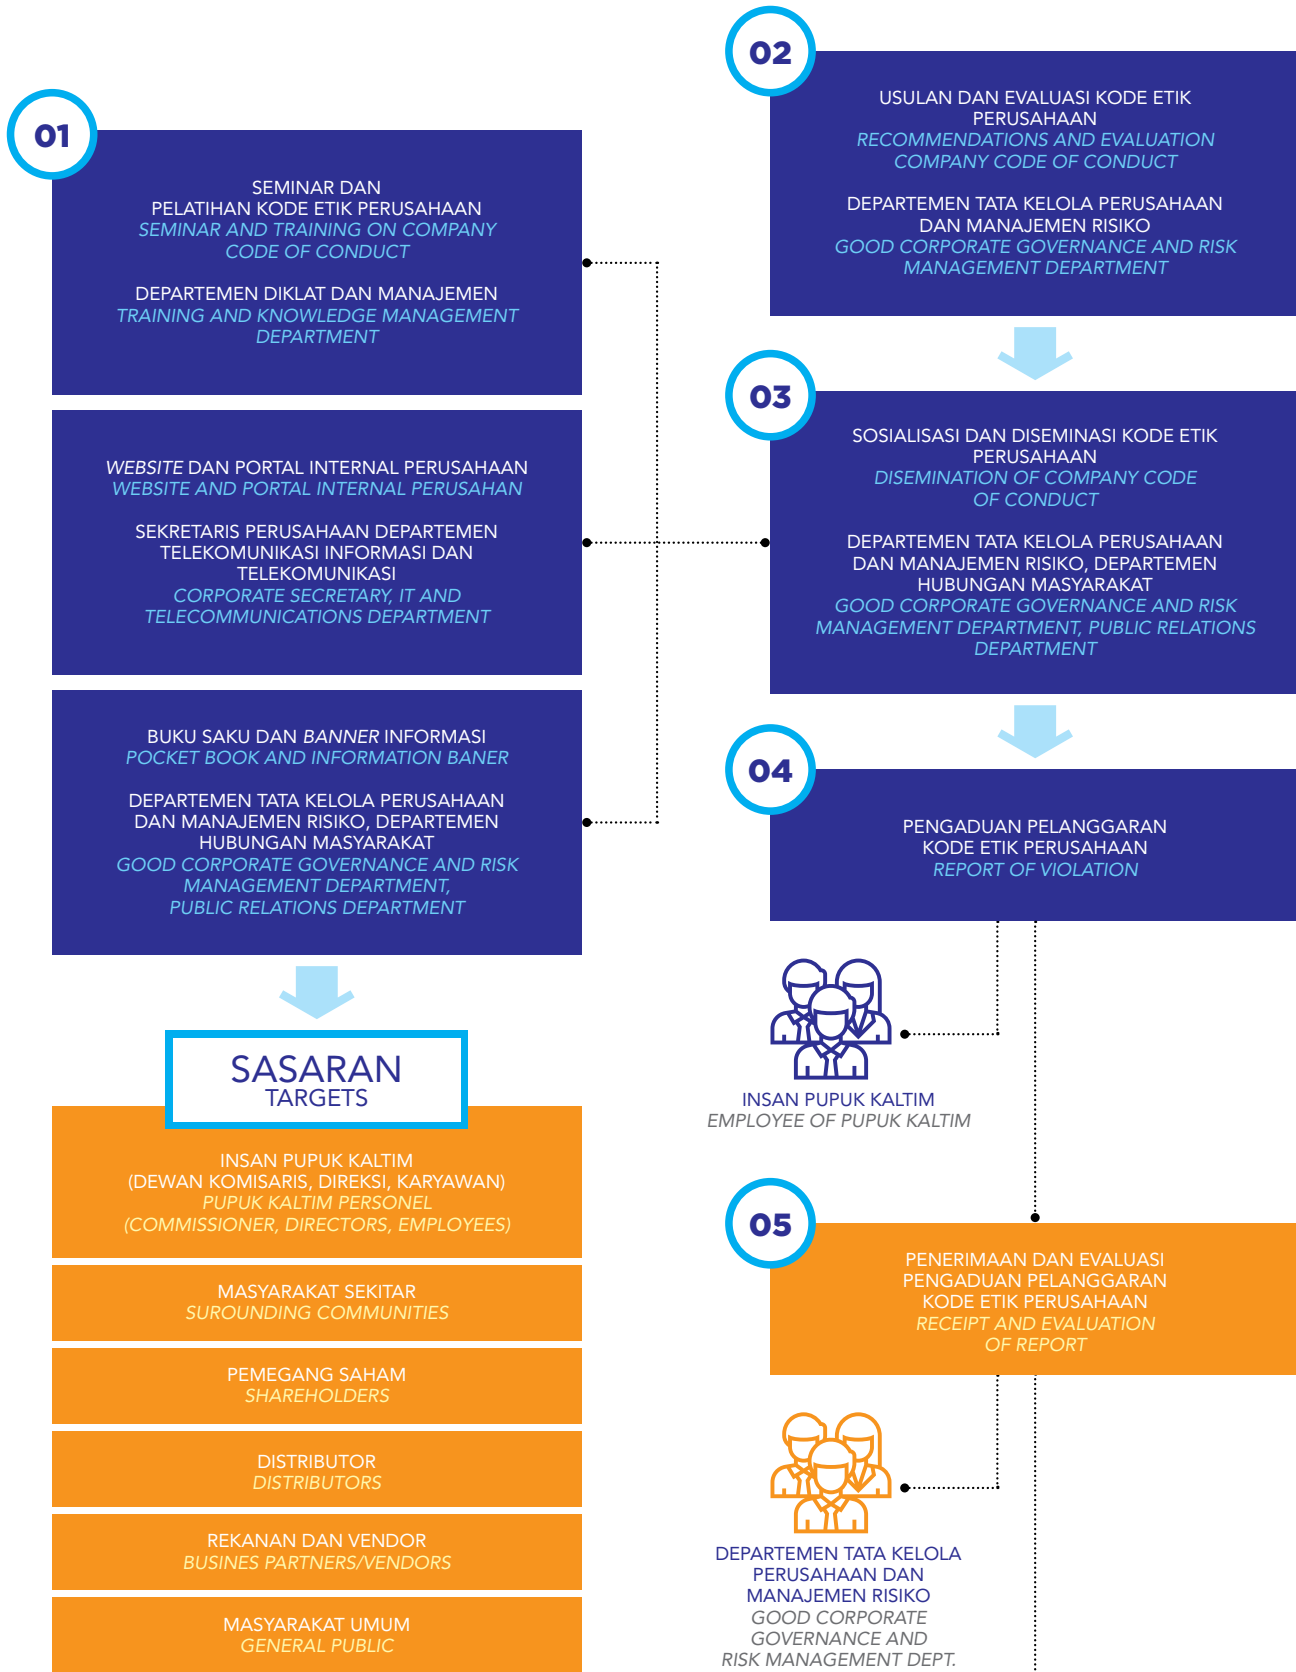 01
SEMINAR DAN
PELATIHAN KODE ETIK PERUSAHAAN
SEMINAR AND TRAINING ON COMPANY
CODE OF CONDUCT
DEPARTEMEN DIKLAT DAN MANAJEMEN
TRAINING AND KNOWLEDGE MANAGEMENT
DEPARTMENT
WEBSITE DAN PORTAL INTERNAL PERUSAHAAN
WEBSITE AND PORTAL INTERNAL PERUSAHAN
SEKRETARIS PERUSAHAAN DEPARTEMEN
TELEKOMUNIKASI INFORMASI DAN
TELEKOMUNIKASI
CORPORATE SECRETARY, IT AND
TELECOMMUNICATIONS DEPARTMENT
BUKU SAKU DAN BANNER INFORMASI
POCKET BOOK AND INFORMATION BANER
DEPARTEMEN TATA KELOLA PERUSAHAAN
DAN MANAJEMEN RISIKO, DEPARTEMEN
HUBUNGAN MASYARAKAT
GOOD CORPORATE GOVERNANCE AND RISK
MANAGEMENT DEPARTMENT,
PUBLIC RELATIONS DEPARTMENT
SASARAN
TARGETS
INSAN PUPUK KALTIM
(DEWAN KOMISARIS, DIREKSI, KARYAWAN)
PUPUK KALTIM PERSONEL
(COMMISSIONER, DIRECTORS, EMPLOYEES)
MASYARAKAT SEKITAR
SUROUNDING COMMUNITIES
PEMEGANG SAHAM
SHAREHOLDERS
DISTRIBUTOR
DISTRIBUTORS
REKANAN DAN VENDOR
BUSINES PARTNERS/VENDORS
MASYARAKAT UMUM
GENERAL PUBLIC
02
USULAN DAN EVALUASI KODE ETIK
PERUSAHAAN
RECOMMENDATIONS AND EVALUATION
COMPANY CODE OF CONDUCT
DEPARTEMEN TATA KELOLA PERUSAHAAN
DAN MANAJEMEN RISIKO
GOOD CORPORATE GOVERNANCE AND RISK
MANAGEMENT DEPARTMENT
03
SOSIALISASI DAN DISEMINASI KODE ETIK
PERUSAHAAN
DISEMINATION OF COMPANY CODE
OF CONDUCT
DEPARTEMEN TATA KELOLA PERUSAHAAN
DAN MANAJEMEN RISIKO, DEPARTEMEN
HUBUNGAN MASYARAKAT
GOOD CORPORATE GOVERNANCE AND RISK
MANAGEMENT DEPARTMENT, PUBLIC RELATIONS
DEPARTMENT
04
PENGADUAN PELANGGARAN
KODE ETIK PERUSAHAAN
REPORT OF VIOLATION
INSAN PUPUK KALTIM
EMPLOYEE OF PUPUK KALTIM
05
PENERIMAAN DAN EVALUASI
PENGADUAN PELANGGARAN
KODE ETIK PERUSAHAAN
RECEIPT AND EVALUATION
OF REPORT
DEPARTEMEN TATA KELOLA
PERUSAHAAN DAN
MANAJEMEN RISIKO
GOOD CORPORATE
GOVERNANCE AND
RISK MANAGEMENT DEPT.